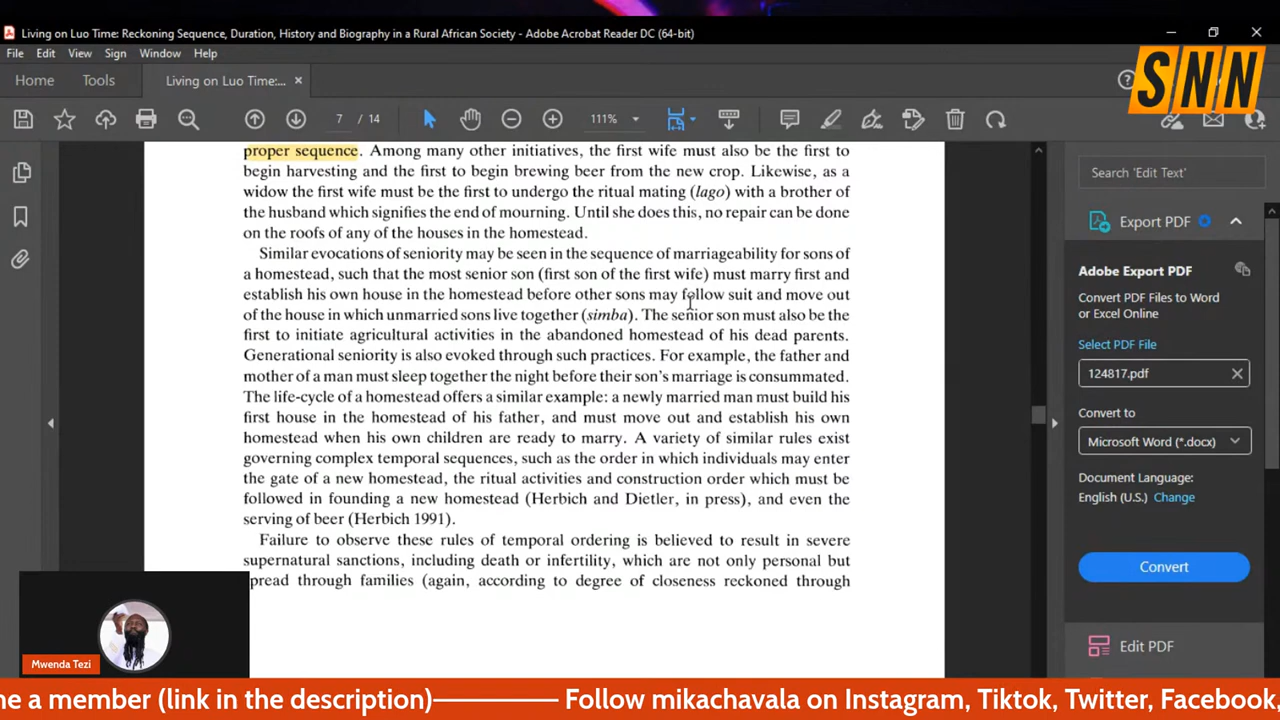 Living on Luo Time: Reckoning Sequence, Duration, History and Biography in a Rural African Society - Adobe Acrobat Reader DC (64-bit)
File Edit View Window Help
Home Tools Living on Luo Time:... ×
SNN
7 / 14 111%
proper sequence. Among many other initiatives, the first wife must also be the first to
begin harvesting and the first to begin brewing beer from the new crop. Likewise, as a
widow the first wife must be the first to undergo the ritual mating (lago) with a brother of
the husband which signifies the end of mourning. Until she does this, no repair can be done
on the roofs of any of the houses in the homestead.
Similar evocations of seniority may be seen in the sequence of marriageability for sons of
a homestead, such that the most senior son (first son of the first wife) must marry first and
establish his own house in the homestead before other sons may follow suit and move out
of the house in which unmarried sons live together (simba). The senior son must also be the
first to initiate agricultural activities in the abandoned homestead of his dead parents.
Generational seniority is also evoked through such practices. For example, the father and
mother of a man must sleep together the night before their son's marriage is consummated.
The life-cycle of a homestead offers a similar example: a newly married man must build his
first house in the homestead of his father, and must move out and establish his own
homestead when his own children are ready to marry. A variety of similar rules exist
governing complex temporal sequences, such as the order in which individuals may enter
the gate of a new homestead, the ritual activities and construction order which must be
followed in founding a new homestead (Herbich and Dietler, in press), and even the
serving of beer (Herbich 1991).
Failure to observe these rules of temporal ordering is believed to result in severe
supernatural sanctions, including death or infertility, which are not only personal but
spread through families (again, according to degree of closeness reckoned through
Search 'Edit Text'
Export PDF
Adobe Export PDF
Convert PDF Files to Word
or Excel Online
Select PDF File
124817.pdf
Convert to
Microsoft Word (*.docx)
Document Language:
English (U.S.) Change
Convert
Edit PDF
Mwenda Tezi
ne a member (link in the description)—————— Follow mikachavala on Instagram, Tiktok, Twitter, Facebook,